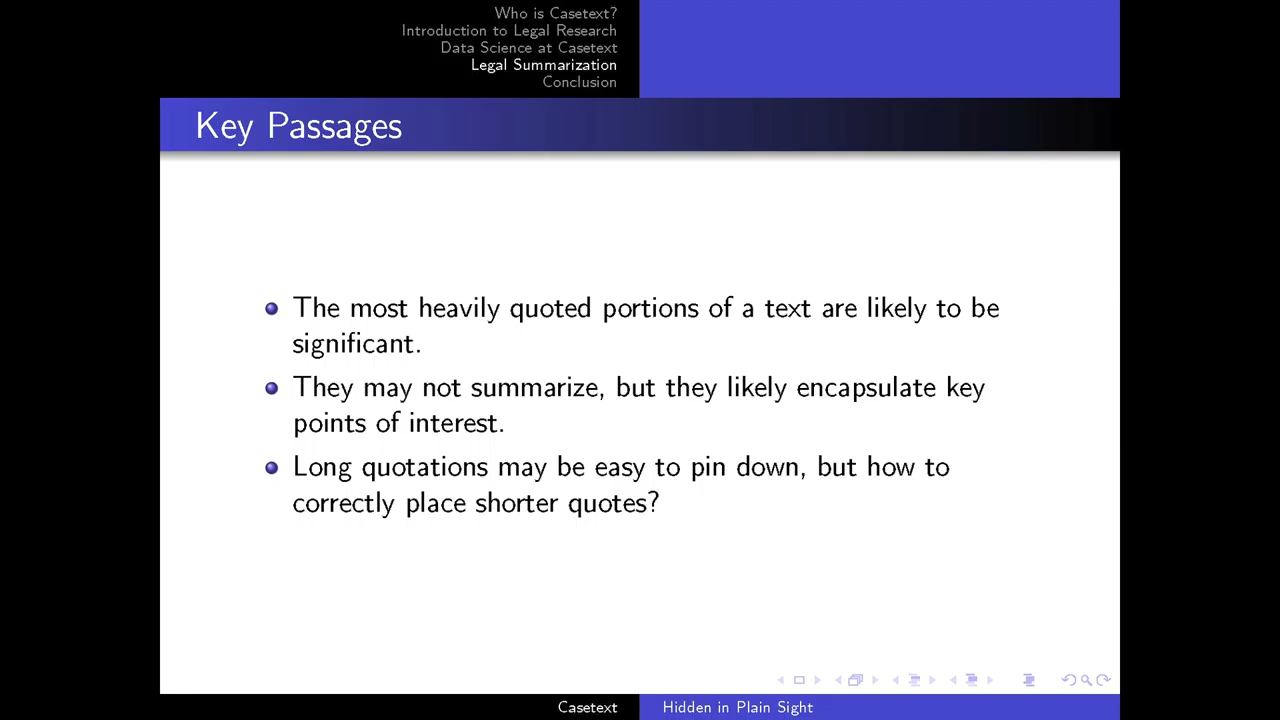 Who is Casetext?
Introduction to Legal Research
Data Science at Casetext
Legal Summarization
Conclusion
Key Passages
The most heavily quoted portions of a text are likely to be
significant.
They may not summarize, but they likely encapsulate key
points of interest.
Long quotations may be easy to pin down, but how to
correctly place shorter quotes?
Casetext
Hidden in Plain Sight